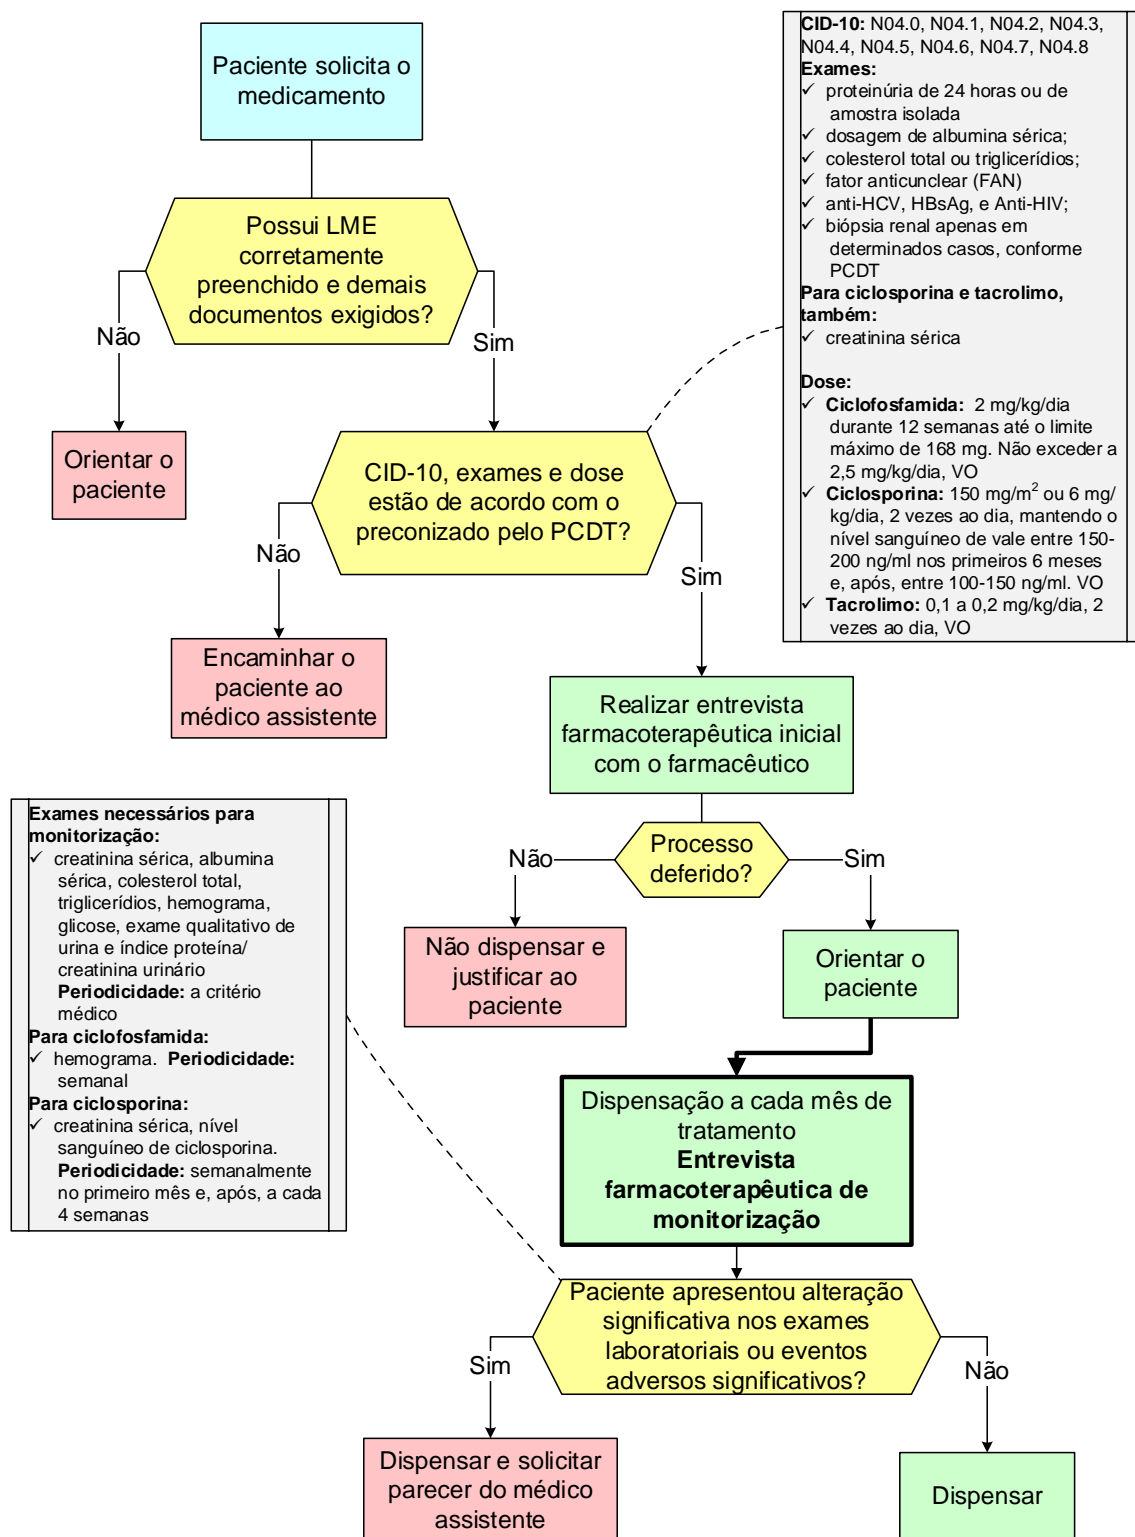 Paciente solicita o
medicamento
CID-10: N04.0, N04.1, N04.2, N04.3,
N04.4, N04.5, N04.6, N04.7, N04.8
Exames:
✓ proteinúria de 24 horas ou de
amostra isolada
✓ dosagem de albumina sérica;
✓ colesterol total ou triglicerídios;
✓ fator anticunclear (FAN)
✓ anti-HCV, HBsAg, e Anti-HIV;
✓ biópsia renal apenas em
determinados casos, conforme
PCDT
Para ciclosporina e tacrolimo,
também:
✓ creatinina sérica
Dose:
✓ Ciclofosfamida: 2 mg/kg/dia
durante 12 semanas até o limite
máximo de 168 mg. Não exceder a
2,5 mg/kg/dia, VO
✓ Ciclosporina: 150 mg/m² ou 6 mg/
kg/dia, 2 vezes ao dia, mantendo o
nível sanguíneo de vale entre 150-
200 ng/ml nos primeiros 6 meses
e, após, entre 100-150 ng/ml. VO
✓ Tacrolimo: 0,1 a 0,2 mg/kg/dia, 2
vezes ao dia, VO
Possui LME
corretamente
preenchido e demais
documentos exigidos?
Não
Sim
Orientar o
paciente
CID-10, exames e dose
estão de acordo com o
preconizado pelo PCDT?
Não
Sim
Encaminhar o
paciente ao
médico assistente
Realizar entrevista
farmacoterapêutica inicial
com o farmacêutico
Processo
deferido?
Não
Sim
Não dispensar e
justificar ao
paciente
Orientar o
paciente
Exames necessários para
monitorização:
✓ creatinina sérica, albumina
sérica, colesterol total,
triglicerídios, hemograma,
glicose, exame qualitativo de
urina e índice proteína/
creatinina urinário
Periodicidade: a critério
médico
Para ciclofosfamida:
✓ hemograma. Periodicidade:
semanal
Para ciclosporina:
✓ creatinina sérica, nível
sanguíneo de ciclosporina.
Periodicidade: semanalmente
no primeiro mês e, após, a cada
4 semanas
Dispensação a cada mês de
tratamento
Entrevista
farmacoterapêutica de
monitorização
Paciente apresentou alteração
significativa nos exames
laboratoriais ou eventos
adversos significativos?
Sim
Não
Dispensar e solicitar
parecer do médico
assistente
Dispensar